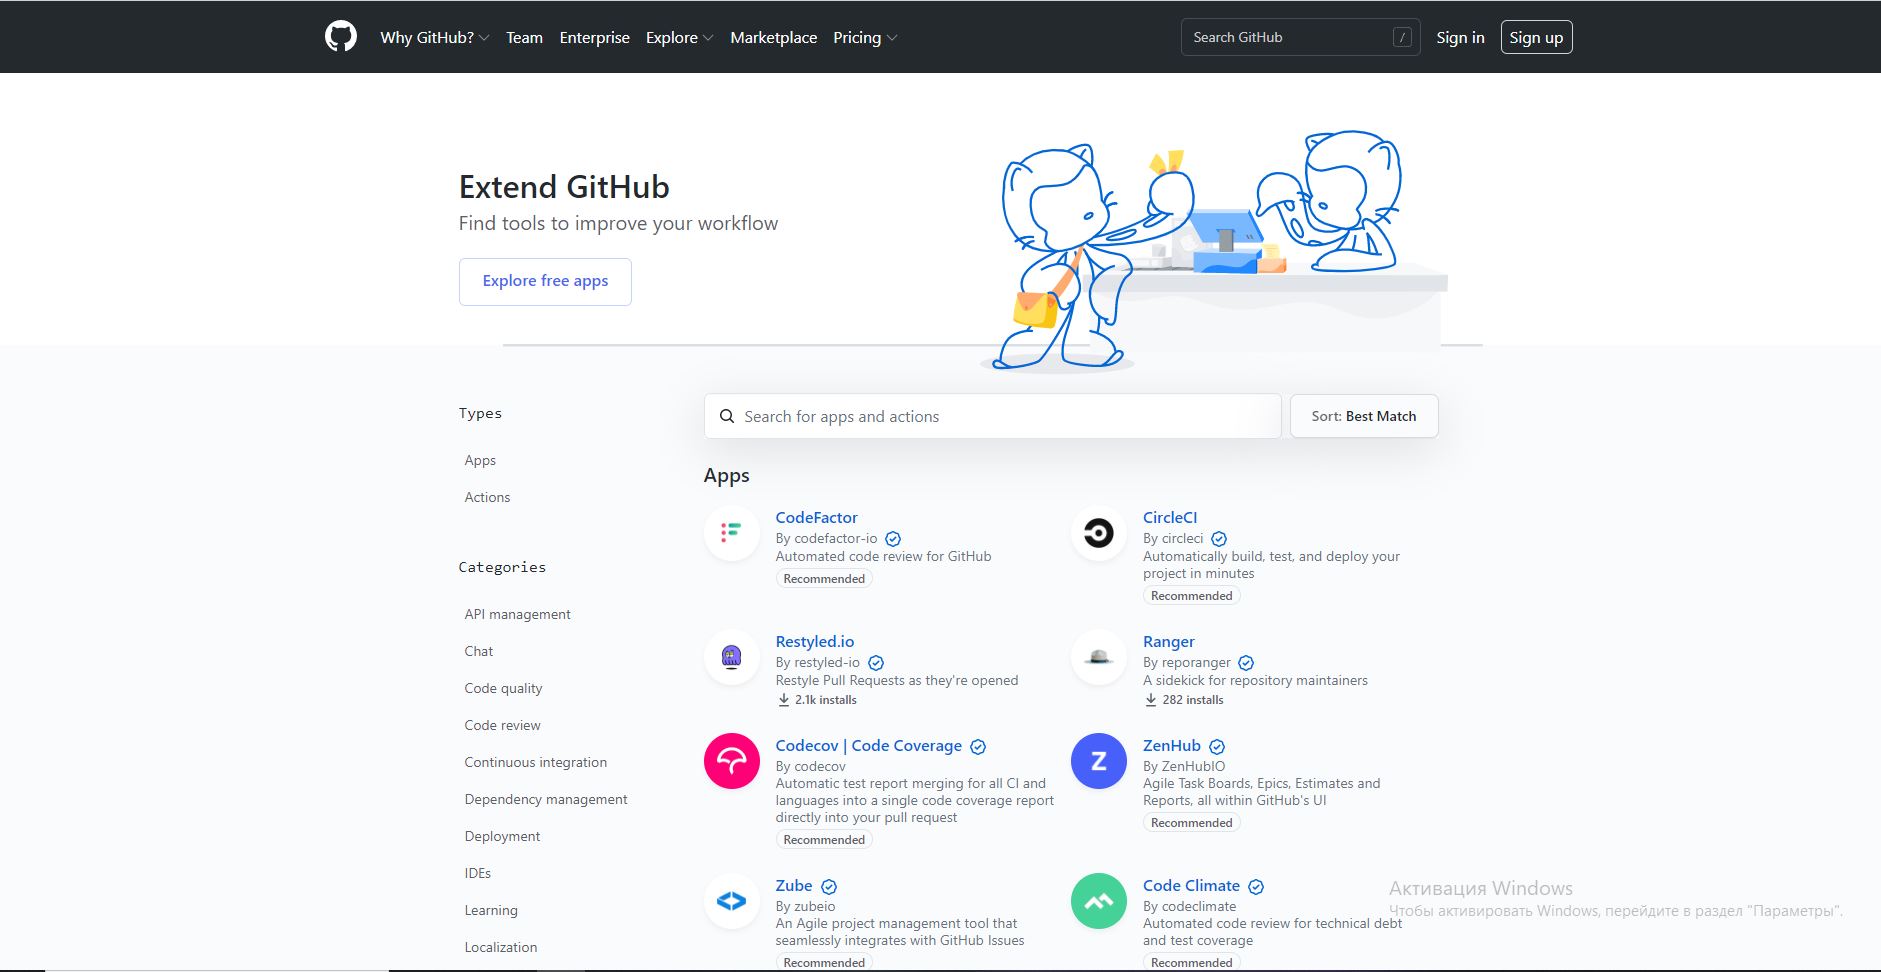 Why GitHub? Team Enterprise Explore Marketplace Pricing
Search GitHub /
Sign in Sign up
Extend GitHub
Find tools to improve your workflow
Explore free apps
Types
Apps
Actions
Categories
API management
Chat
Code quality
Code review
Continuous integration
Dependency management
Deployment
IDEs
Learning
Localization
Search for apps and actions
Sort: Best Match
Apps
CodeFactor
By codefactor-io
Automated code review for GitHub
Recommended
CircleCI
By circleci
Automatically build, test, and deploy your
project in minutes
Recommended
Restyled.io
By restyled-io
Restyle Pull Requests as they're opened
2.1k installs
Ranger
By reporanger
A sidekick for repository maintainers
282 installs
Codecov | Code Coverage
By codecov
Automatic test report merging for all CI and
languages into a single code coverage report
directly into your pull request
Recommended
Z
ZenHub
By ZenHubIO
Agile Task Boards, Epics, Estimates and
Reports, all within GitHub's UI
Recommended
Zube
By zubeio
An Agile project management tool that
seamlessly integrates with GitHub Issues
Recommended
Code Climate
By codeclimate
Automated code review for technical debt
and test coverage
Recommended
Активация Windows
Чтобы активировать Windows, перейдите в раздел "Параметры".